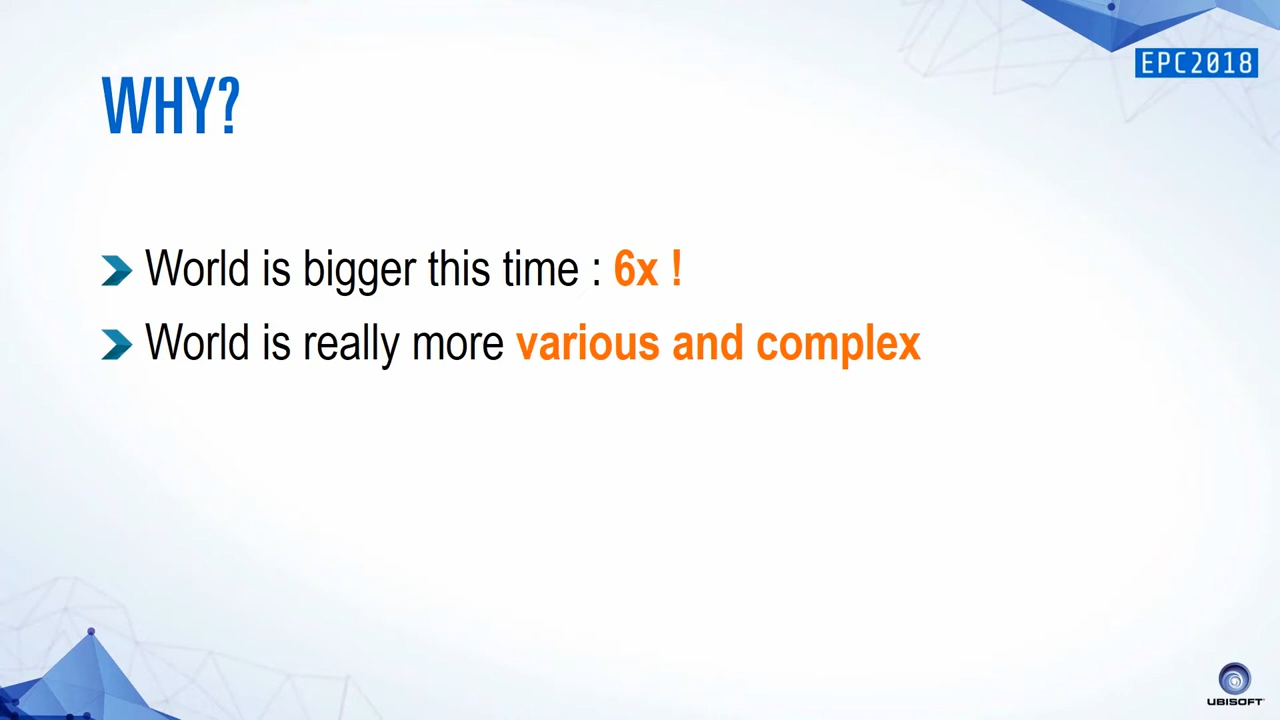 EPC2018
WHY?
World is bigger this time : 6x !
World is really more various and complex
UBISOFT